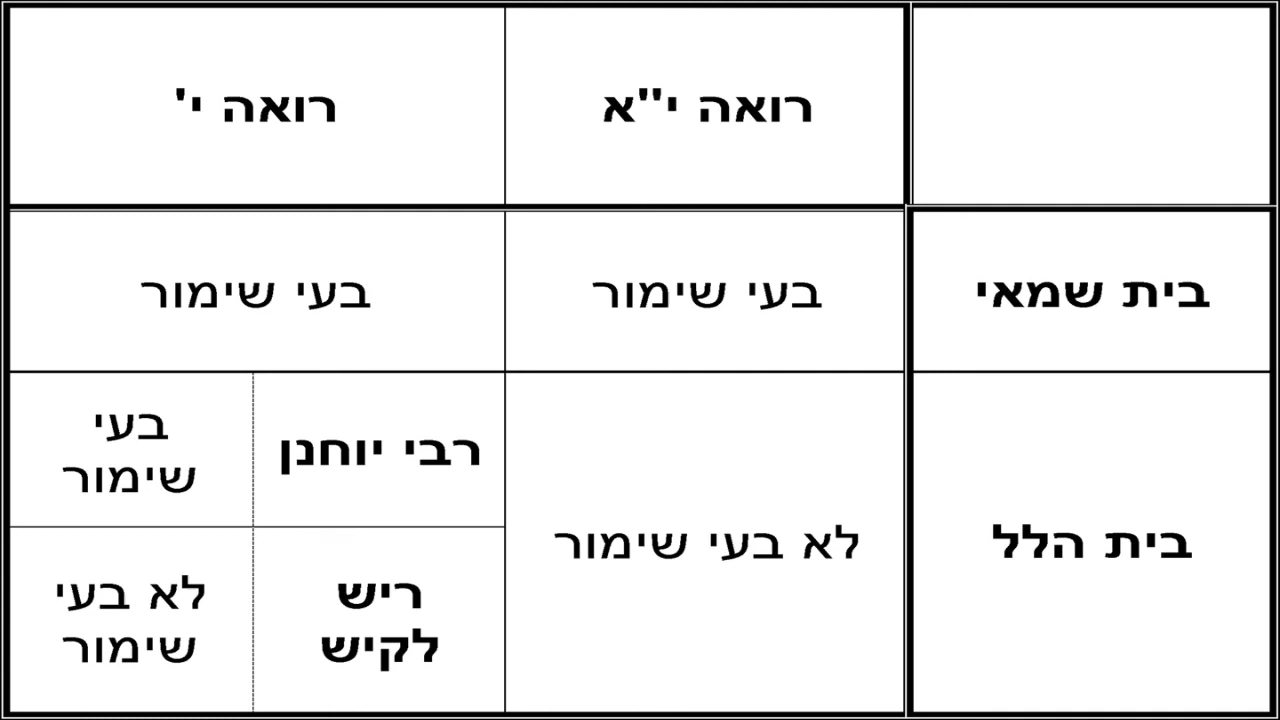 רואה י''א
רואה י'
בית שמאי
בעי שימור
בעי שימור
בית הלל
לא בעי שימור
רבי יוחנן
בעי
שימור
ריש
לקיש
לא בעי
שימור